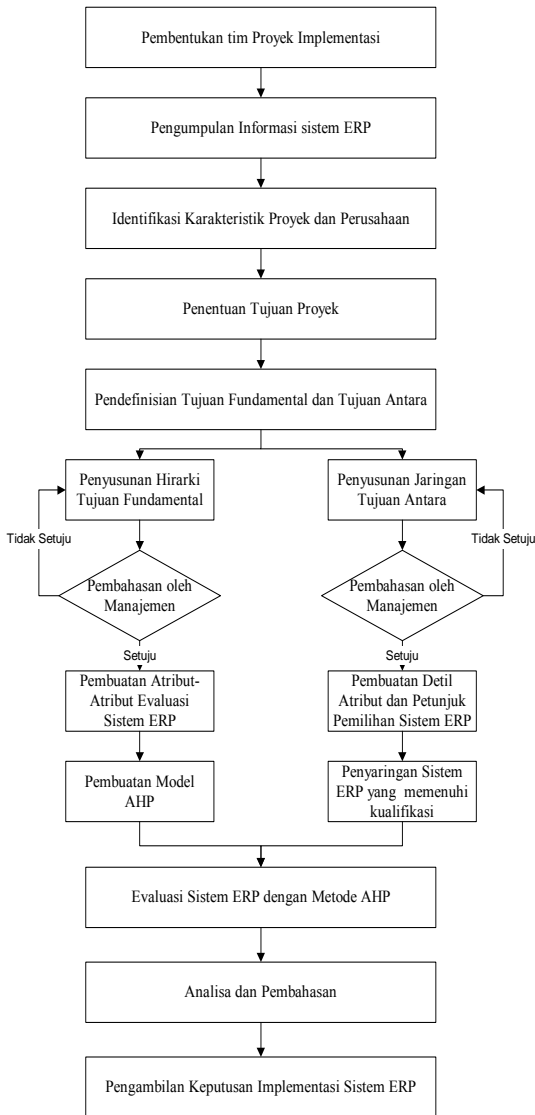 Pembentukan tim Proyek Implementasi
Pengumpulan Informasi sistem ERP
Identifikasi Karakteristik Proyek dan Perusahaan
Penentuan Tujuan Proyek
Pendefinisian Tujuan Fundamental dan Tujuan Antara
Penyusunan Hirarki
Tujuan Fundamental
Tidak Setuju
Pembahasan oleh
Manajemen
Setuju
Pembuatan Atribut-
Atribut Evaluasi
Sistem ERP
Pembuatan Model
AHP
Penyusunan Jaringan
Tujuan Antara
Tidak Setuju
Pembahasan oleh
Manajemen
Setuju
Pembuatan Detil
Atribut dan Petunjuk
Pemilihan Sistem ERP
Penyaringan Sistem
ERP yang memenuhi
kualifikasi
Evaluasi Sistem ERP dengan Metode AHP
Analisa dan Pembahasan
Pengambilan Keputusan Implementasi Sistem ERP